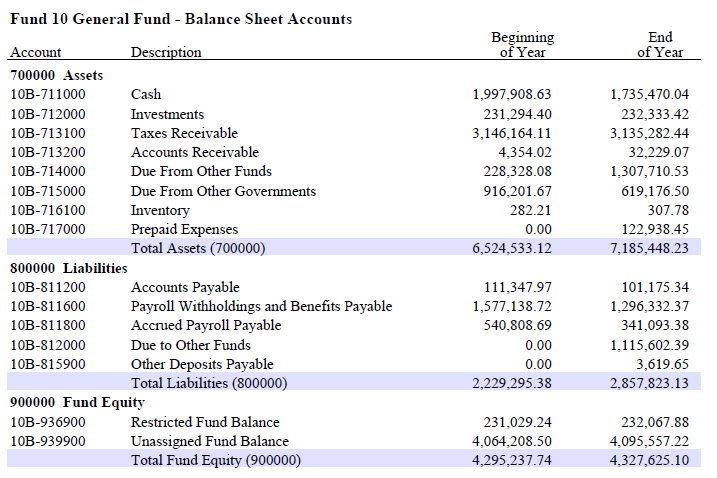 Fund 10 General Fund - Balance Sheet Accounts
Beginning End
Account Description of Year of Year
700000 Assets
10B-711000 Cash 1,997,908.63 1,735,470.04
10B-712000 Investments 231,294.40 232,333.42
10B-713100 Taxes Receivable 3,146,164.11 3,135,282.44
10B-713200 Accounts Receivable 4,354.02 32,229.07
10B-714000 Due From Other Funds 228,328.08 1,307,710.53
10B-715000 Due From Other Governments 916,201.67 619,176.50
10B-716100 Inventory 282.21 307.78
10B-717000 Prepaid Expenses 0.00 122,938.45
Total Assets (700000) 6,524,533.12 7,185,448.23
800000 Liabilities
10B-811200 Accounts Payable 111,347.97 101,175.34
10B-811600 Payroll Withholdings and Benefits Payable 1,577,138.72 1,296,332.37
10B-811800 Accrued Payroll Payable 540,808.69 341,093.38
10B-812000 Due to Other Funds 0.00 1,115,602.39
10B-815900 Other Deposits Payable 0.00 3,619.65
Total Liabilities (800000) 2,229,295.38 2,857,823.13
900000 Fund Equity
10B-936900 Restricted Fund Balance 231,029.24 232,067.88
10B-939900 Unassigned Fund Balance 4,064,208.50 4,095,557.22
Total Fund Equity (900000) 4,295,237.74 4,327,625.10